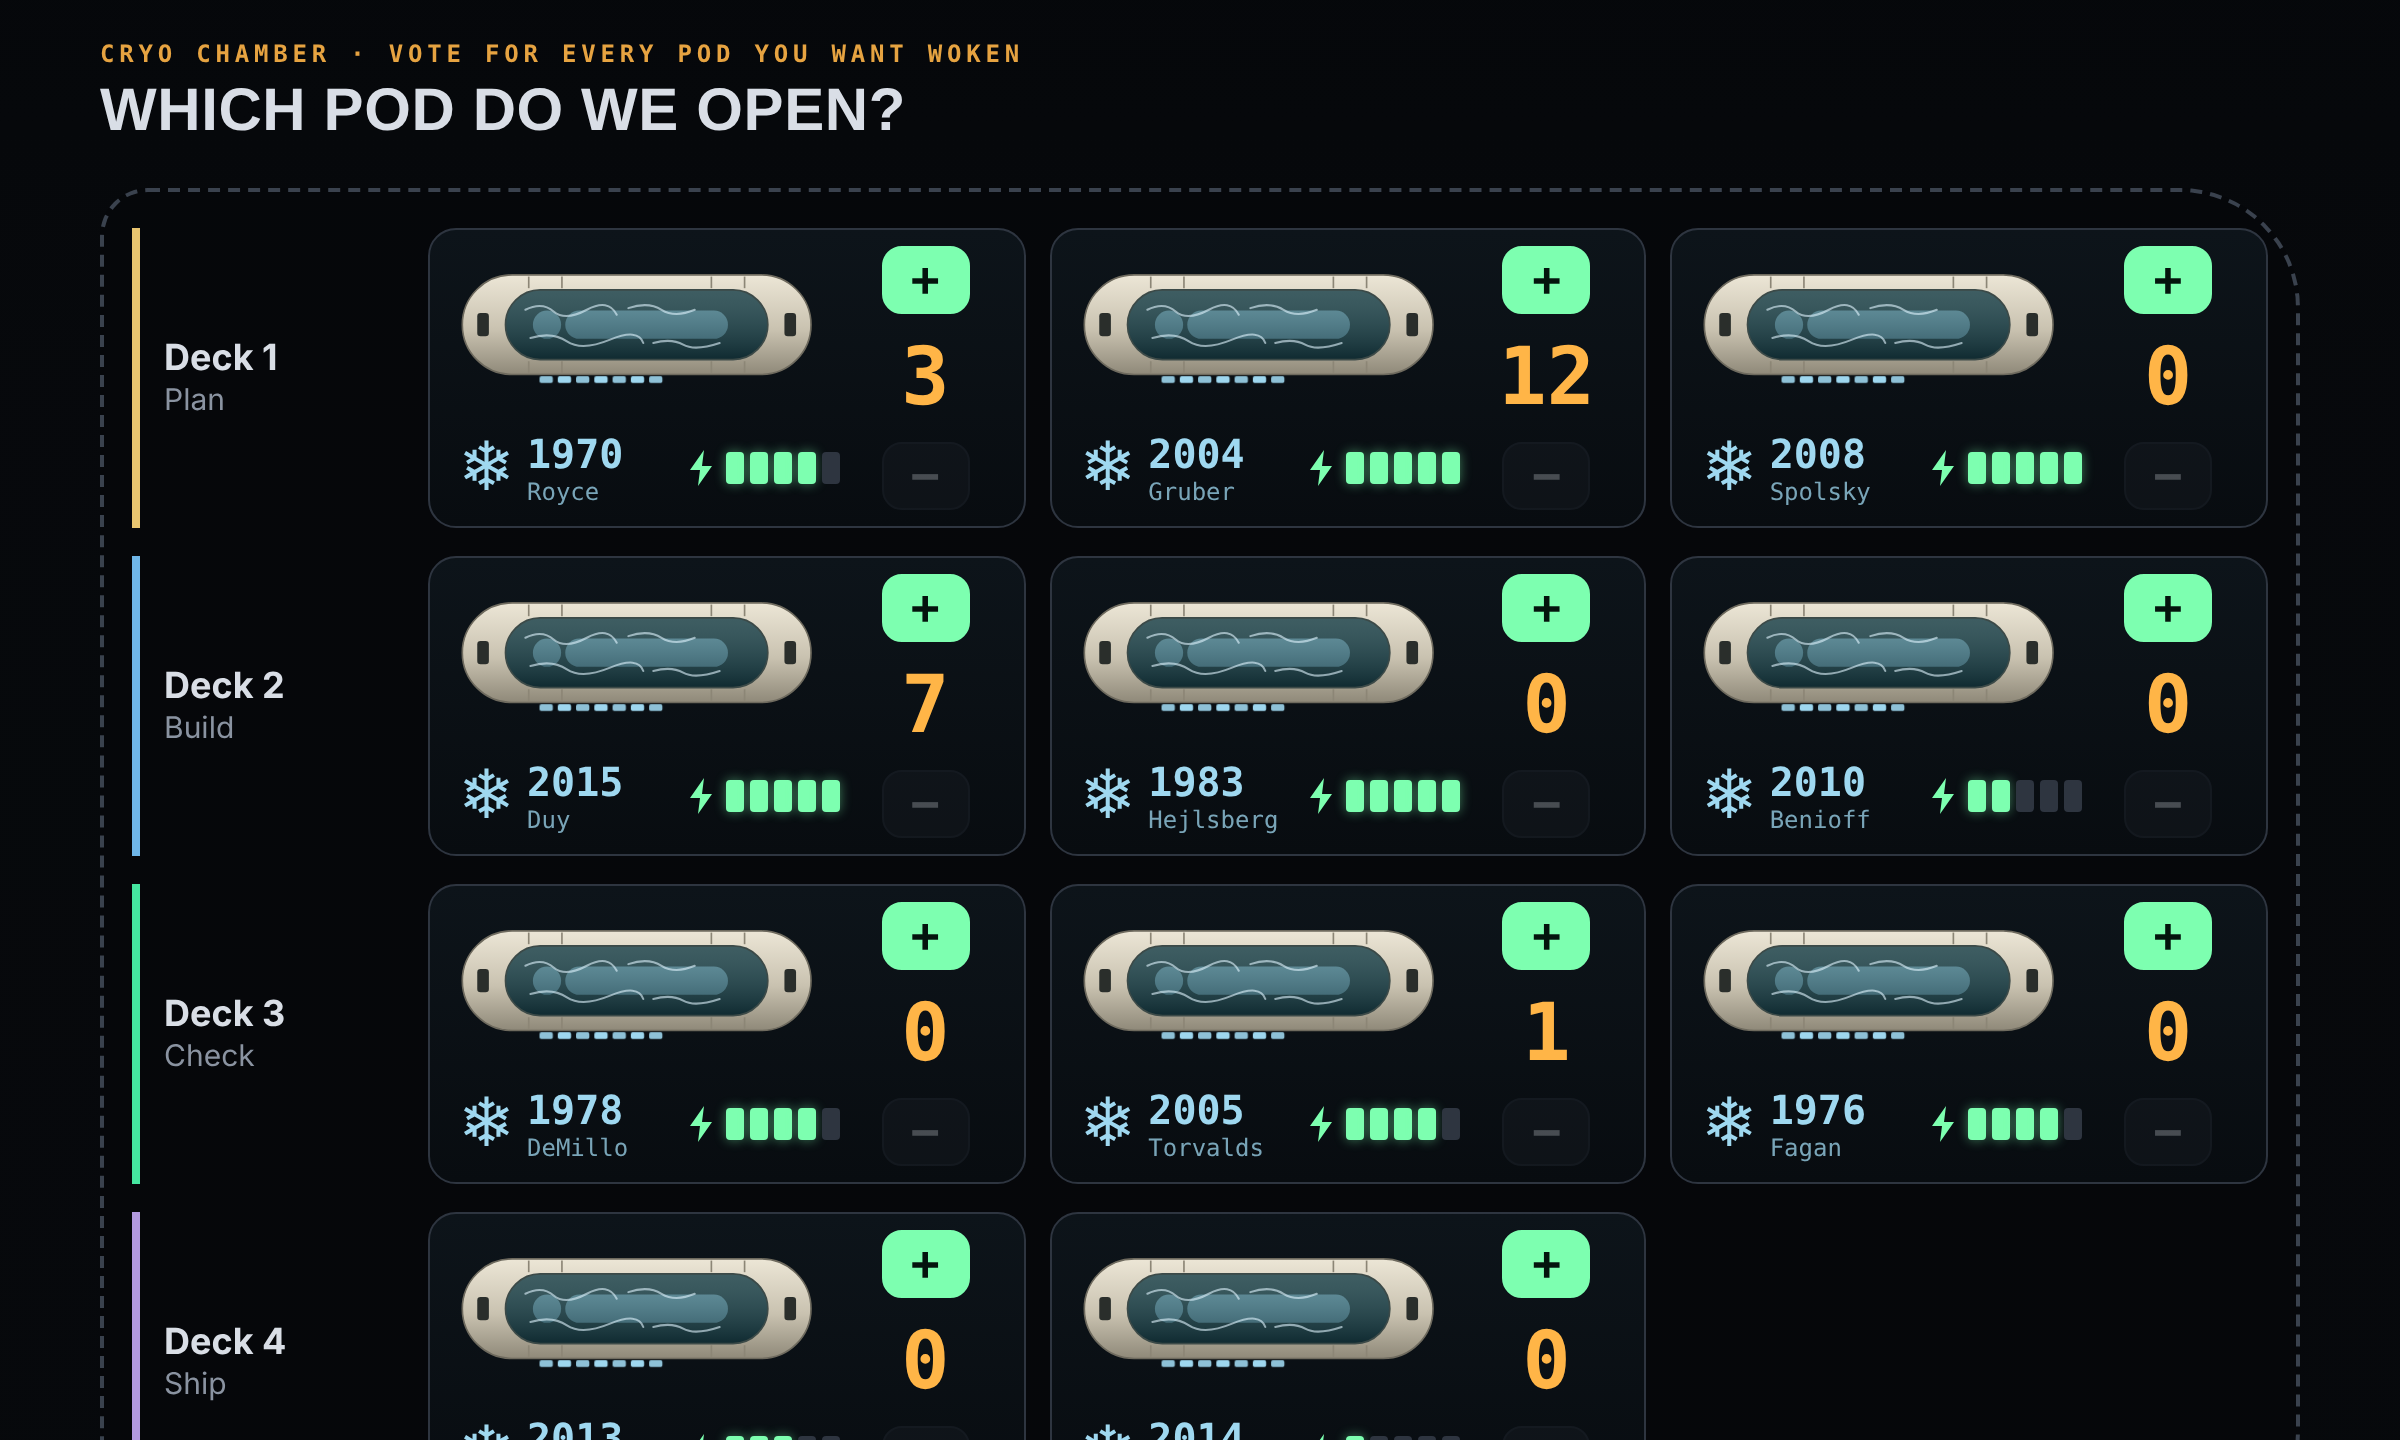 CRYO CHAMBER · VOTE FOR EVERY POD YOU WANT WOKEN
WHICH POD DO WE OPEN?
Deck 1
Plan
+
3
1970
Royce
−
+
12
2004
Gruber
−
+
0
2008
Spolsky
−
Deck 2
Build
+
7
2015
Duy
−
+
0
1983
Hejlsberg
−
+
0
2010
Benioff
−
Deck 3
Check
+
0
1978
DeMillo
−
+
1
2005
Torvalds
−
+
0
1976
Fagan
−
Deck 4
Ship
+
0
2013
+
0
2014